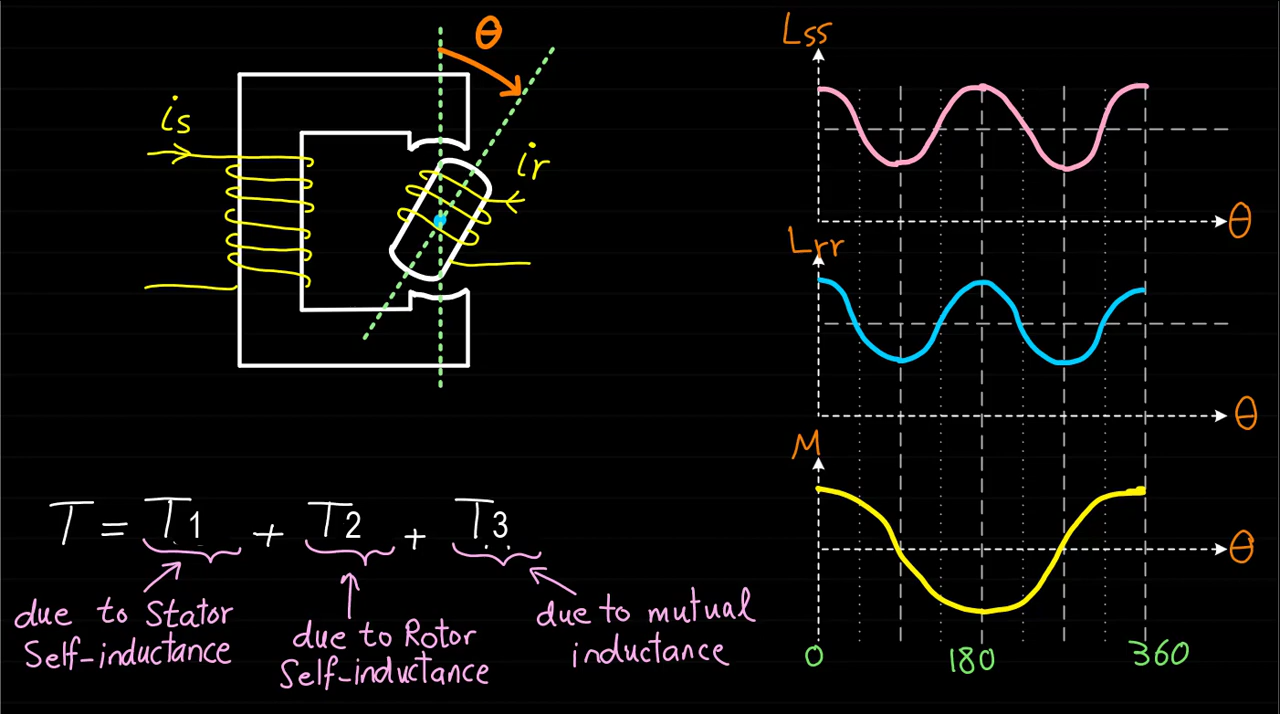 θ
is
ir
T = T1 + T2 + T3
due to Stator
Self-inductance
due to Rotor
Self-inductance
due to mutual
inductance
Lss
θ
Lrr
θ
M
θ
0 180 360